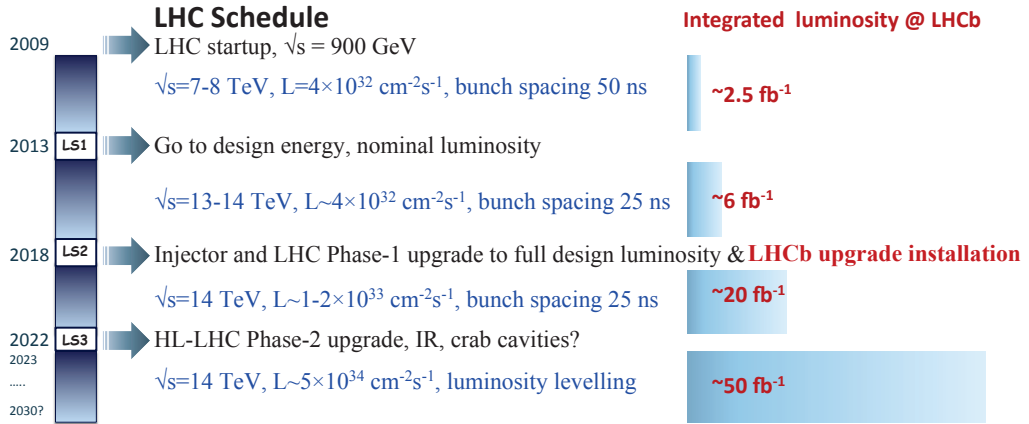 LHC Schedule
Integrated luminosity @ LHCb
2009
LHC startup, √s = 900 GeV
√s=7-8 TeV, L=4×10³² cm⁻²s⁻¹, bunch spacing 50 ns
~2.5 fb⁻¹
2013
LS1
Go to design energy, nominal luminosity
√s=13-14 TeV, L~4×10³² cm⁻²s⁻¹, bunch spacing 25 ns
~6 fb⁻¹
2018
LS2
Injector and LHC Phase-1 upgrade to full design luminosity & LHCb upgrade installation
√s=14 TeV, L~1-2×10³³ cm⁻²s⁻¹, bunch spacing 25 ns
~20 fb⁻¹
2022
LS3
HL-LHC Phase-2 upgrade, IR, crab cavities?
2023
.....
√s=14 TeV, L~5×10³⁴ cm⁻²s⁻¹, luminosity levelling
~50 fb⁻¹
2030?